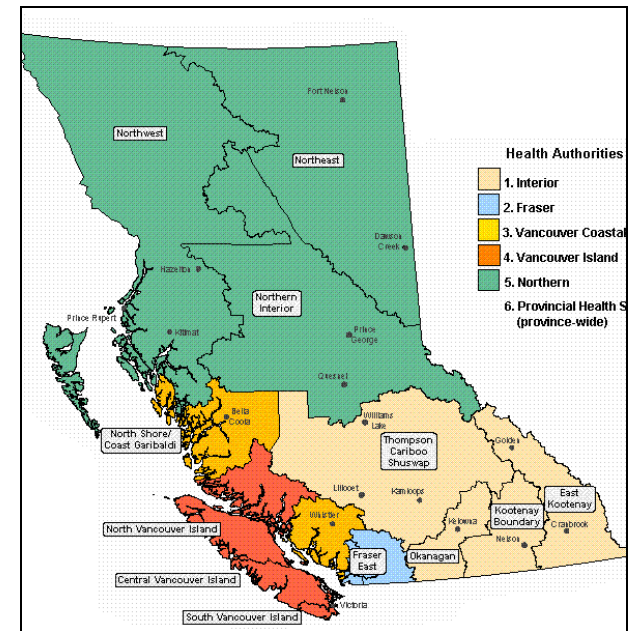 Fort Nelson
Northwest
Northeast
Health Authorities
1. Interior
2. Fraser
3. Vancouver Coastal
4. Vancouver Island
5. Northern
6. Provincial Health S
(province-wide)
Dawson
Creek
Hazelton
Northern
Interior
Prince Rupert
Kitimat
Prince
George
Quesnel
Bella
Coola
Williams
Lake
North Shore/
Coast Garibaldi
Thompson
Cariboo
Shuswap
Golden
East
Kootenay
Lillooet
Kamloops
Kootenay
Boundary
Whistler
Kelowna
Cranbrook
North Vancouver Island
Nelson
Fraser
East
Okanagan
Central Vancouver Island
Victoria
South Vancouver Island